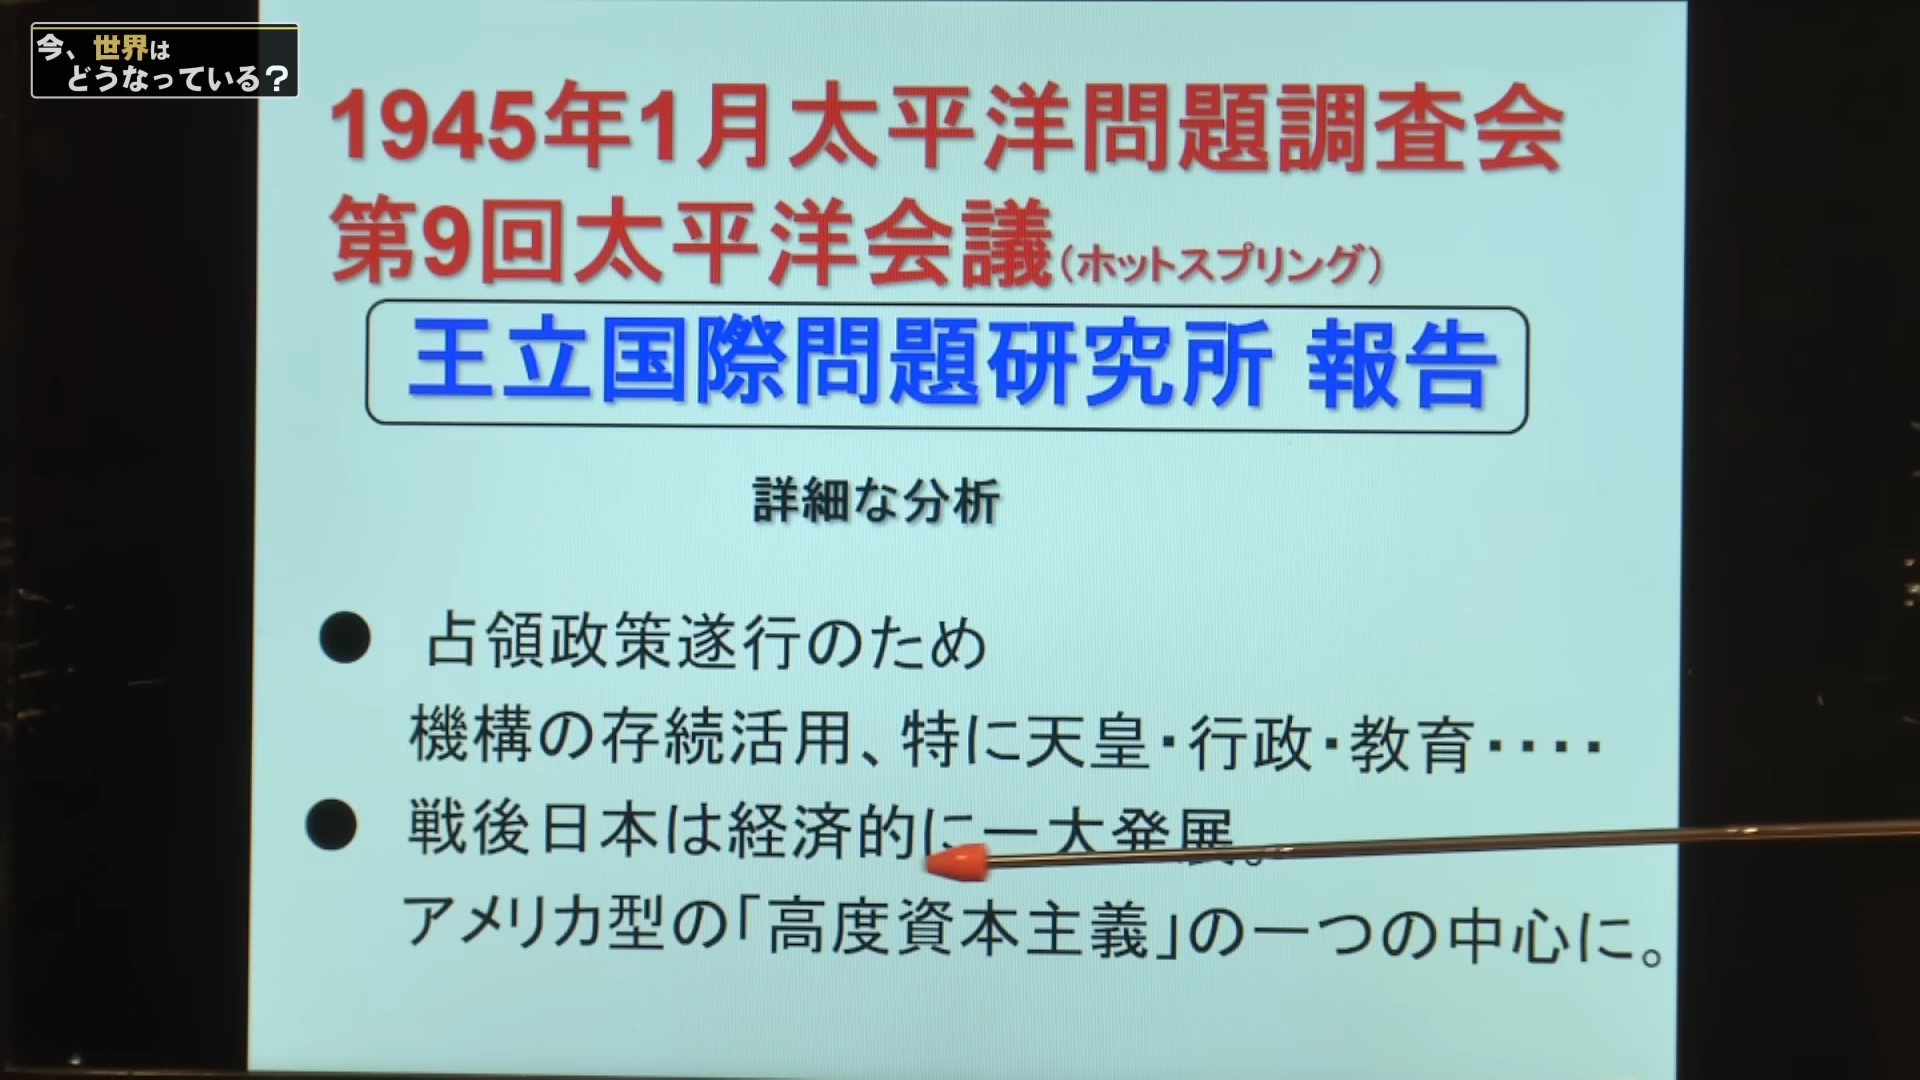 今、世界は
どうなっている？
1945年1月太平洋問題調査会
第9回太平洋会議（ホットスプリング）
王立国際問題研究所 報告
詳細な分析
● 占領政策遂行のため
機構の存続活用、特に天皇・行政・教育・・・・
● 戦後日本は経済的に一大発展。
アメリカ型の「高度資本主義」の一つの中心に。